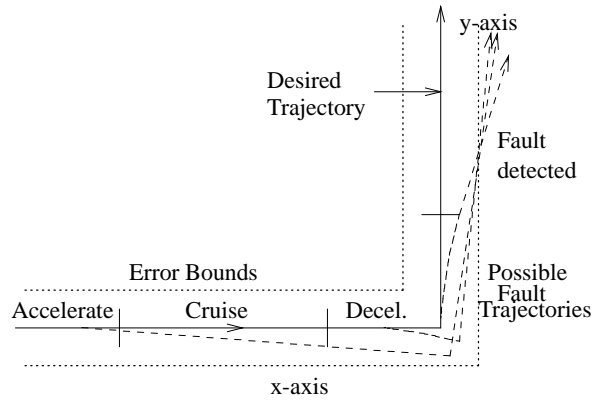 y-axis
Desired
Trajectory
Fault
detected
Error Bounds
Possible
Fault
Trajectories
Accelerate
Cruise
Decel.
x-axis